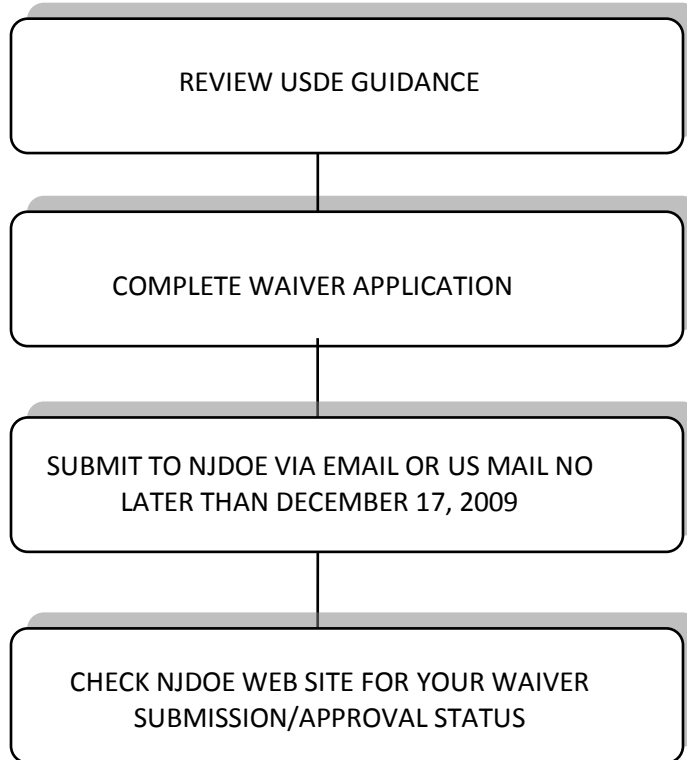 REVIEW USDE GUIDANCE
COMPLETE WAIVER APPLICATION
SUBMIT TO NJDOE VIA EMAIL OR US MAIL NO
LATER THAN DECEMBER 17, 2009
CHECK NJDOE WEB SITE FOR YOUR WAIVER
SUBMISSION/APPROVAL STATUS